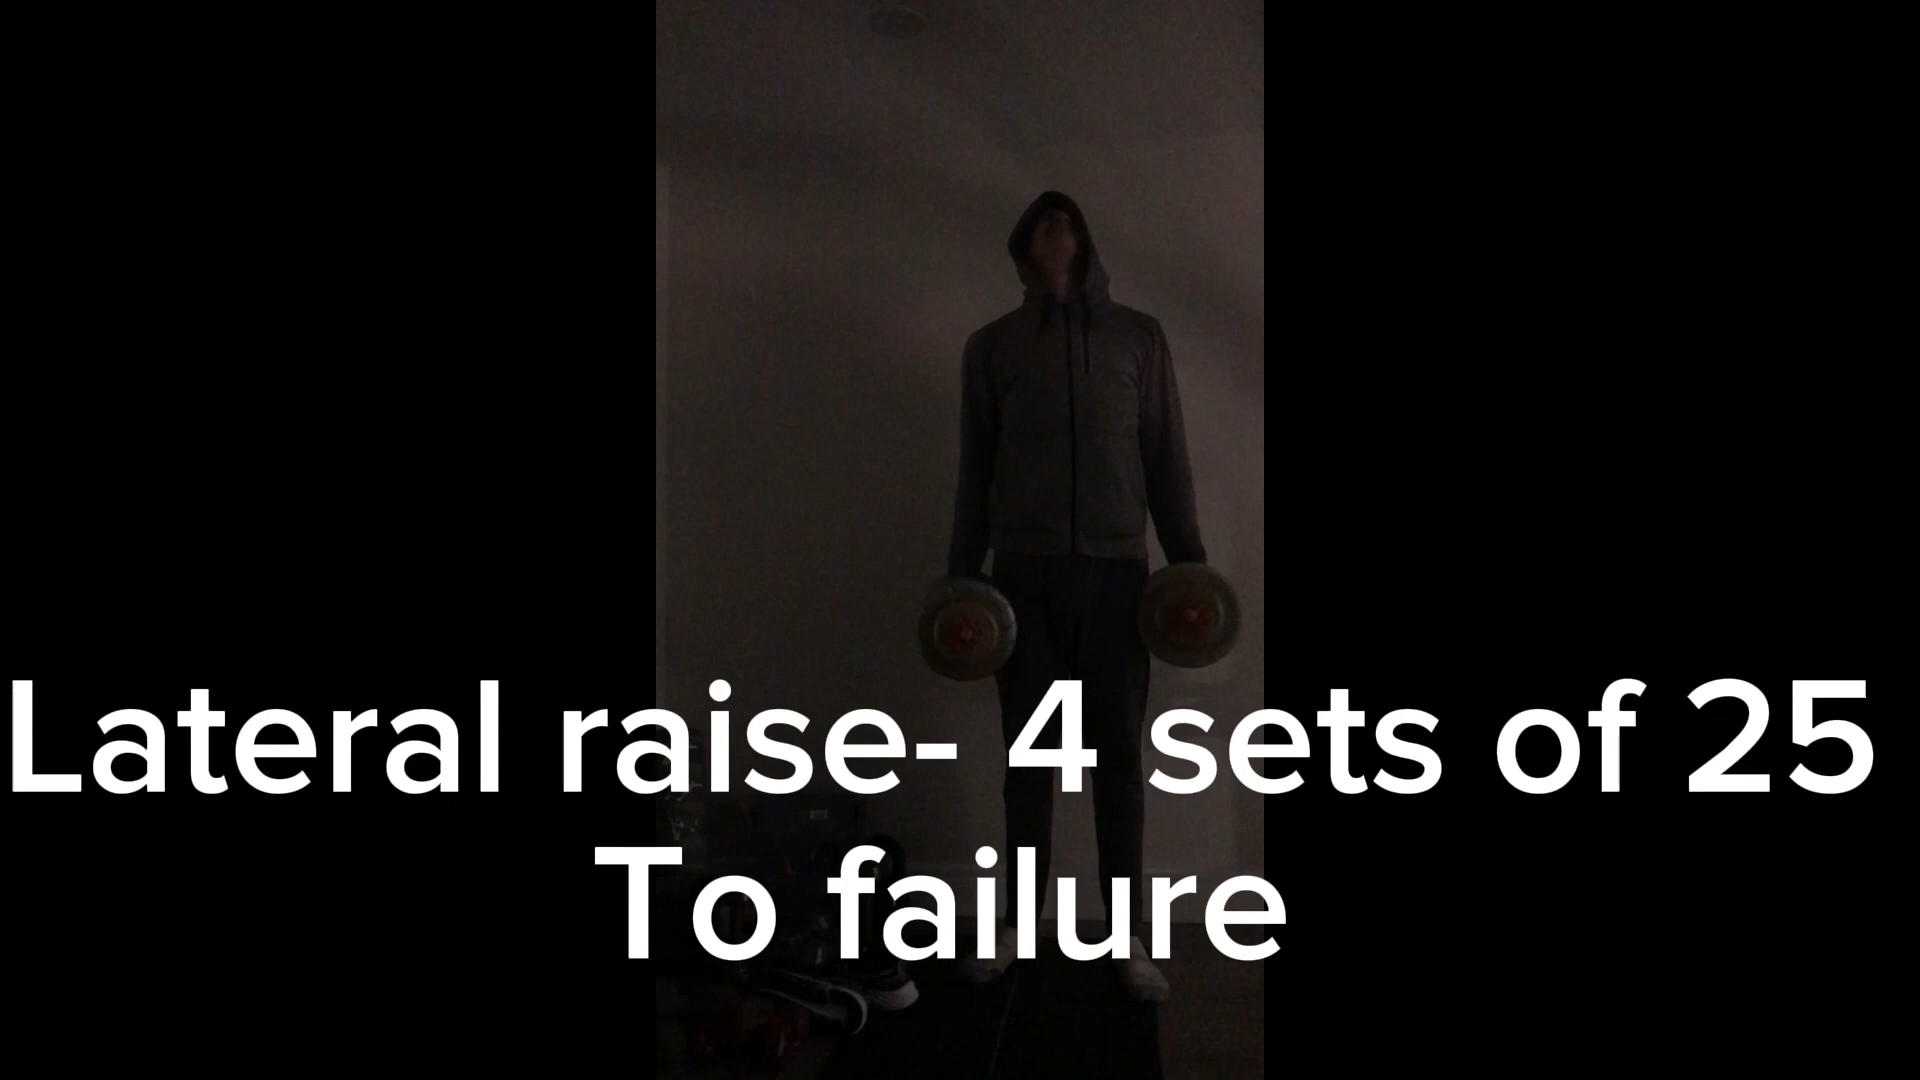 Lateral raise- 4 sets of 25
To failure